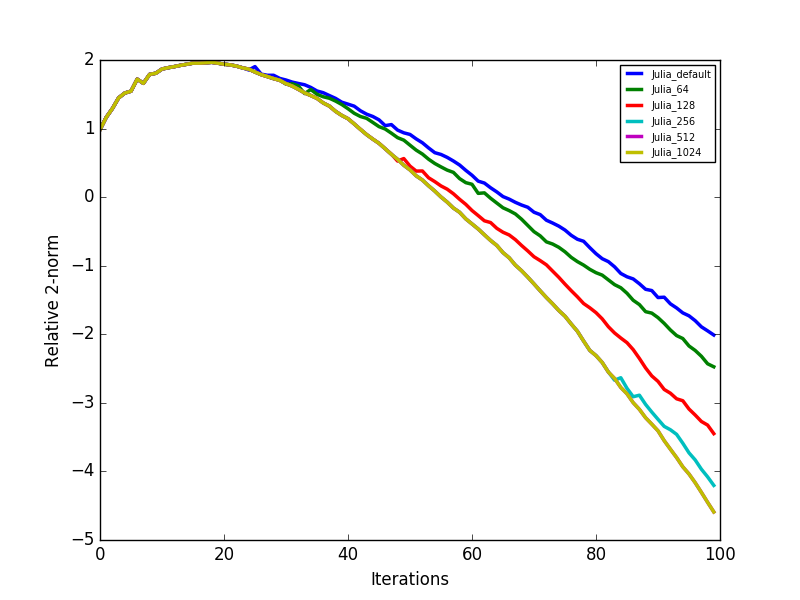 2
1
0
−1
−2
−3
−4
−5
Relative 2-norm
0
20
40
60
80
100
Iterations
Julia_default
Julia_64
Julia_128
Julia_256
Julia_512
Julia_1024